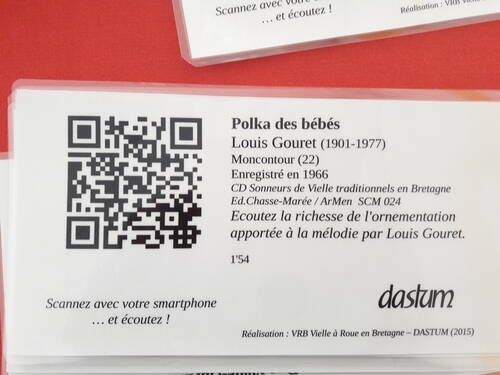 Scannez avec votre smartphone
… et écoutez !
Réalisation : VRB Vielle
Polka des bébés
Louis Gouret (1901-1977)
Moncontour (22)
Enregistré en 1966
CD Sonneurs de Vielle traditionnels en Bretagne
Ed.Chasse-Marée / ArMen SCM 024
Ecoutez la richesse de l'ornementation
apportée à la mélodie par Louis Gouret.
1'54
Scannez avec votre smartphone
… et écoutez !
dastum
Réalisation : VRB Vielle à Roue en Bretagne – DASTUM (2015)